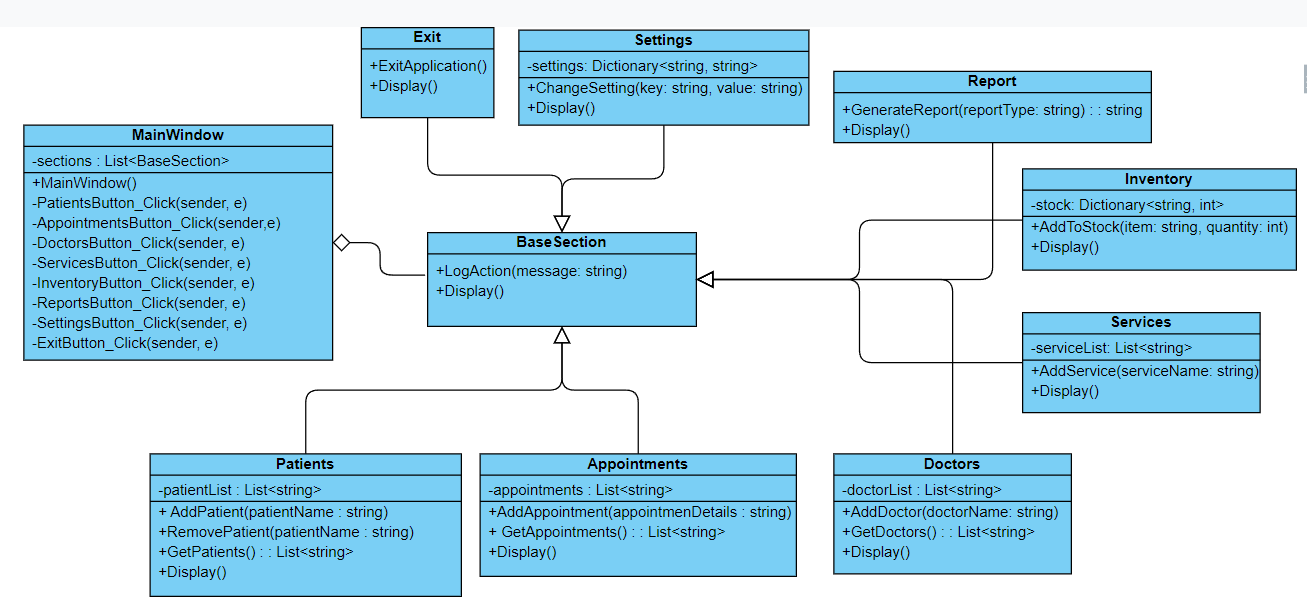 Exit
+ExitApplication()
+Display()
Settings
-settings: Dictionary<string, string>
+ChangeSetting(key: string, value: string)
+Display()
Report
+GenerateReport(reportType: string) : : string
+Display()
MainWindow
-sections : List<BaseSection>
+MainWindow()
-PatientsButton_Click(sender, e)
-AppointmentsButton_Click(sender,e)
-DoctorsButton_Click(sender, e)
-ServicesButton_Click(sender, e)
-InventoryButton_Click(sender, e)
-ReportsButton_Click(sender, e)
-SettingsButton_Click(sender, e)
-ExitButton_Click(sender, e)
Inventory
-stock: Dictionary<string, int>
+AddToStock(item: string, quantity: int)
+Display()
BaseSection
+LogAction(message: string)
+Display()
Services
-serviceList: List<string>
+AddService(serviceName: string)
+Display()
Patients
-patientList : List<string>
+ AddPatient(patientName : string)
+RemovePatient(patientName : string)
+GetPatients() : : List<string>
+Display()
Appointments
-appointments : List<string>
+AddAppointment(appointmenDetails : string)
+ GetAppointments() : : List<string>
+Display()
Doctors
-doctorList : List<string>
+AddDoctor(doctorName: string)
+GetDoctors() : : List<string>
+Display()